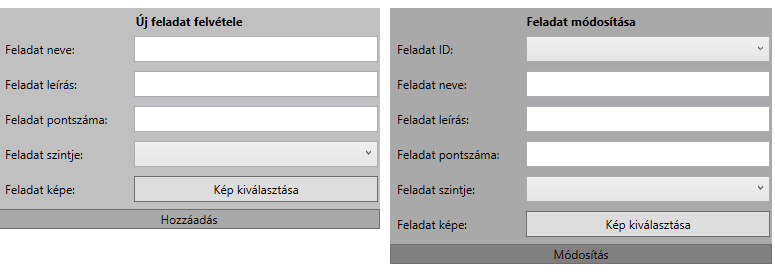 Új feladat felvétele
Feladat neve:
Feladat leírás:
Feladat pontszáma:
Feladat szintje:
Feladat képe:
Kép kiválasztása
Hozzáadás
Feladat módosítása
Feladat ID:
Feladat neve:
Feladat leírás:
Feladat pontszáma:
Feladat szintje:
Feladat képe:
Kép kiválasztása
Módosítás